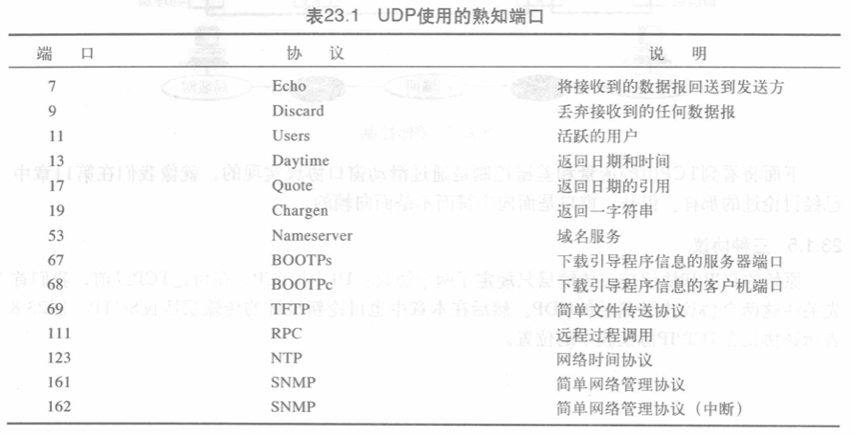 表23.1 UDP使用的熟知端口
端 口 协 议 说 明
7 Echo 将接收到的数据报回送到发送方
9 Discard 丢弃接收到的任何数据报
11 Users 活跃的用户
13 Daytime 返回日期和时间
17 Quote 返回日期的引用
19 Chargen 返回一字符串
53 Nameserver 域名服务
67 BOOTPs 下载引导程序信息的服务器端口
68 BOOTPc 下载引导程序信息的客户机端口
69 TFTP 简单文件传送协议
111 RPC 远程过程调用
123 NTP 网络时间协议
161 SNMP 简单网络管理协议
162 SNMP 简单网络管理协议（中断）